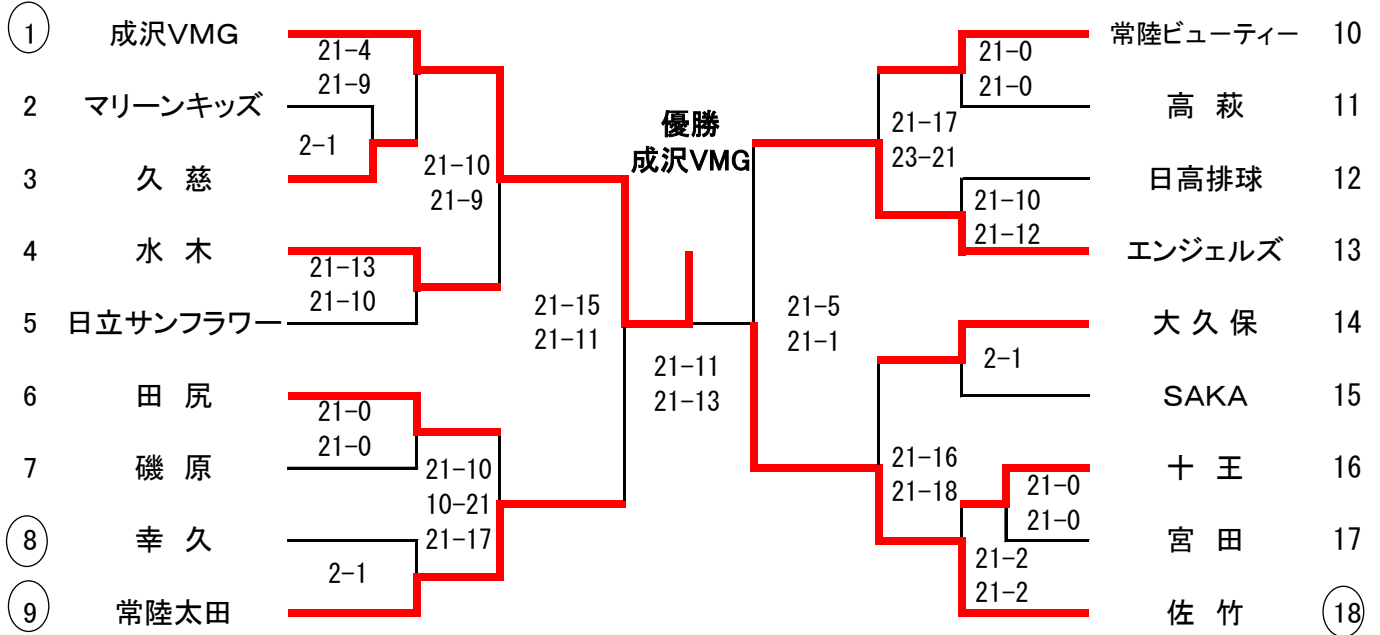 1 成沢VMG
2 マリーンキッズ
3 久 慈
4 水 木
5 日立サンフラワー
6 田 尻
7 磯 原
8 幸 久
9 常陸太田
21-4
21-9
2-1
21-13
21-10
21-0
21-0
2-1
21-10
21-9
21-10
10-21
21-17
21-15
21-11
優勝
成沢VMG
21-11
21-13
21-5
21-1
21-17
23-21
21-16
21-18
21-0
21-0
21-10
21-12
2-1
21-0
21-0
21-2
21-2
常陸ビューティー 10
高 萩 11
日高排球 12
エンジェルズ 13
大 久 保 14
SAKA 15
十 王 16
宮 田 17
佐 竹 18